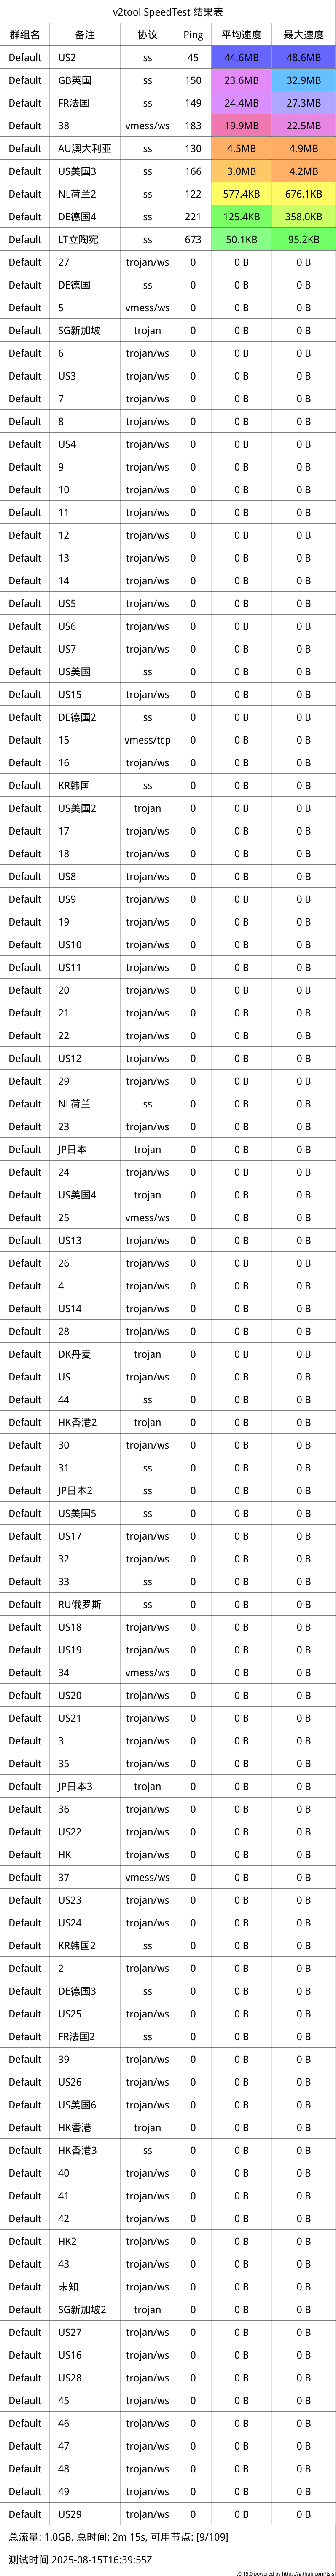 v2tool SpeedTest 结果表
群组名 备注 协议 Ping 平均速度 最大速度
Default US2 ss 45 44.6MB 48.6MB
Default GB英国 ss 150 23.6MB 32.9MB
Default FR法国 ss 149 24.4MB 27.3MB
Default 38 vmess/ws 183 19.9MB 22.5MB
Default AU澳大利亚 ss 130 4.5MB 4.9MB
Default US美国3 ss 166 3.0MB 4.2MB
Default NL荷兰2 ss 122 577.4KB 676.1KB
Default DE德国4 ss 221 125.4KB 358.0KB
Default LT立陶宛 ss 673 50.1KB 95.2KB
Default 27 trojan/ws 0 0 B 0 B
Default DE德国 ss 0 0 B 0 B
Default 5 vmess/ws 0 0 B 0 B
Default SG新加坡 trojan 0 0 B 0 B
Default 6 trojan/ws 0 0 B 0 B
Default US3 trojan/ws 0 0 B 0 B
Default 7 trojan/ws 0 0 B 0 B
Default 8 trojan/ws 0 0 B 0 B
Default US4 trojan/ws 0 0 B 0 B
Default 9 trojan/ws 0 0 B 0 B
Default 10 trojan/ws 0 0 B 0 B
Default 11 trojan/ws 0 0 B 0 B
Default 12 trojan/ws 0 0 B 0 B
Default 13 trojan/ws 0 0 B 0 B
Default 14 trojan/ws 0 0 B 0 B
Default US5 trojan/ws 0 0 B 0 B
Default US6 trojan/ws 0 0 B 0 B
Default US7 trojan/ws 0 0 B 0 B
Default US美国 ss 0 0 B 0 B
Default US15 trojan/ws 0 0 B 0 B
Default DE德国2 ss 0 0 B 0 B
Default 15 vmess/tcp 0 0 B 0 B
Default 16 trojan/ws 0 0 B 0 B
Default KR韩国 ss 0 0 B 0 B
Default US美国2 trojan 0 0 B 0 B
Default 17 trojan/ws 0 0 B 0 B
Default 18 trojan/ws 0 0 B 0 B
Default US8 trojan/ws 0 0 B 0 B
Default US9 trojan/ws 0 0 B 0 B
Default 19 trojan/ws 0 0 B 0 B
Default US10 trojan/ws 0 0 B 0 B
Default US11 trojan/ws 0 0 B 0 B
Default 20 trojan/ws 0 0 B 0 B
Default 21 trojan/ws 0 0 B 0 B
Default 22 trojan/ws 0 0 B 0 B
Default US12 trojan/ws 0 0 B 0 B
Default 29 trojan/ws 0 0 B 0 B
Default NL荷兰 ss 0 0 B 0 B
Default 23 trojan/ws 0 0 B 0 B
Default JP日本 trojan 0 0 B 0 B
Default 24 trojan/ws 0 0 B 0 B
Default US美国4 trojan 0 0 B 0 B
Default 25 vmess/ws 0 0 B 0 B
Default US13 trojan/ws 0 0 B 0 B
Default 26 trojan/ws 0 0 B 0 B
Default 4 trojan/ws 0 0 B 0 B
Default US14 trojan/ws 0 0 B 0 B
Default 28 trojan/ws 0 0 B 0 B
Default DK丹麦 trojan 0 0 B 0 B
Default US trojan/ws 0 0 B 0 B
Default 44 ss 0 0 B 0 B
Default HK香港2 trojan 0 0 B 0 B
Default 30 trojan/ws 0 0 B 0 B
Default 31 ss 0 0 B 0 B
Default JP日本2 ss 0 0 B 0 B
Default US美国5 ss 0 0 B 0 B
Default US17 trojan/ws 0 0 B 0 B
Default 32 trojan/ws 0 0 B 0 B
Default 33 ss 0 0 B 0 B
Default RU俄罗斯 ss 0 0 B 0 B
Default US18 trojan/ws 0 0 B 0 B
Default US19 trojan/ws 0 0 B 0 B
Default 34 vmess/ws 0 0 B 0 B
Default US20 trojan/ws 0 0 B 0 B
Default US21 trojan/ws 0 0 B 0 B
Default 3 trojan/ws 0 0 B 0 B
Default 35 trojan/ws 0 0 B 0 B
Default JP日本3 trojan 0 0 B 0 B
Default 36 trojan/ws 0 0 B 0 B
Default US22 trojan/ws 0 0 B 0 B
Default HK trojan/ws 0 0 B 0 B
Default 37 vmess/ws 0 0 B 0 B
Default US23 trojan/ws 0 0 B 0 B
Default US24 trojan/ws 0 0 B 0 B
Default KR韩国2 ss 0 0 B 0 B
Default 2 trojan/ws 0 0 B 0 B
Default DE德国3 ss 0 0 B 0 B
Default US25 trojan/ws 0 0 B 0 B
Default FR法国2 ss 0 0 B 0 B
Default 39 trojan/ws 0 0 B 0 B
Default US26 trojan/ws 0 0 B 0 B
Default US美国6 trojan/ws 0 0 B 0 B
Default HK香港 trojan 0 0 B 0 B
Default HK香港3 ss 0 0 B 0 B
Default 40 trojan/ws 0 0 B 0 B
Default 41 trojan/ws 0 0 B 0 B
Default 42 trojan/ws 0 0 B 0 B
Default HK2 trojan/ws 0 0 B 0 B
Default 43 trojan/ws 0 0 B 0 B
Default 未知 trojan/ws 0 0 B 0 B
Default SG新加坡2 trojan 0 0 B 0 B
Default US27 trojan/ws 0 0 B 0 B
Default US16 trojan/ws 0 0 B 0 B
Default US28 trojan/ws 0 0 B 0 B
Default 45 trojan/ws 0 0 B 0 B
Default 46 trojan/ws 0 0 B 0 B
Default 47 trojan/ws 0 0 B 0 B
Default 48 trojan/ws 0 0 B 0 B
Default 49 trojan/ws 0 0 B 0 B
Default US29 trojan/ws 0 0 B 0 B
总流量: 1.0GB. 总时间: 2m 15s, 可用节点: [9/109]
测试时间 2025-08-15T16:39:55Z
v0.15.0 powered by https://github.com/ts-d